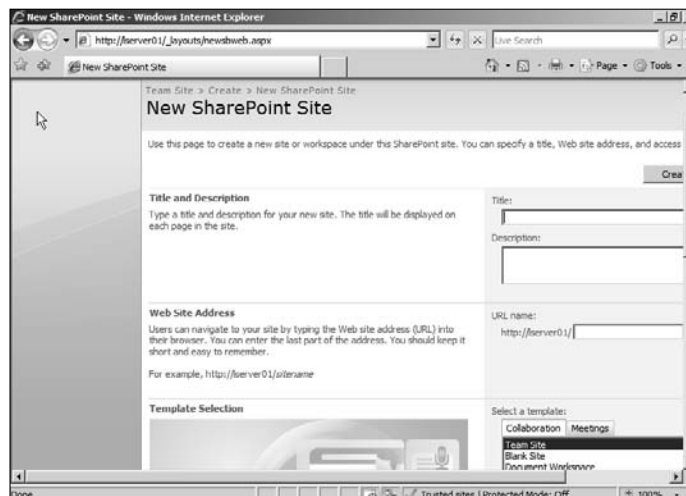 New SharePoint Site - Windows Internet Explorer
http://lserver01/_layouts/newsbweb.aspx
Live Search
New SharePoint Site
Page
Tools
Team Site > Create > New SharePoint Site
New SharePoint Site
Use this page to create a new site or workspace under this SharePoint site. You can specify a title, Web site address, and access
Crea
Title and Description
Type a title and description for your new site. The title will be displayed on
each page in the site.
Title:
Description:
Web Site Address
Users can navigate to your site by typing the Web site address (URL) into
their browser. You can enter the last part of the address. You should keep it
short and easy to remember.
For example, http://lserver01/sitename
URL name:
http://lserver01/
Template Selection
Select a template:
Collaboration Meetings
Team Site
Blank Site
Document Workspace
Done
Trusted sites | Protected Mode: Off
100%